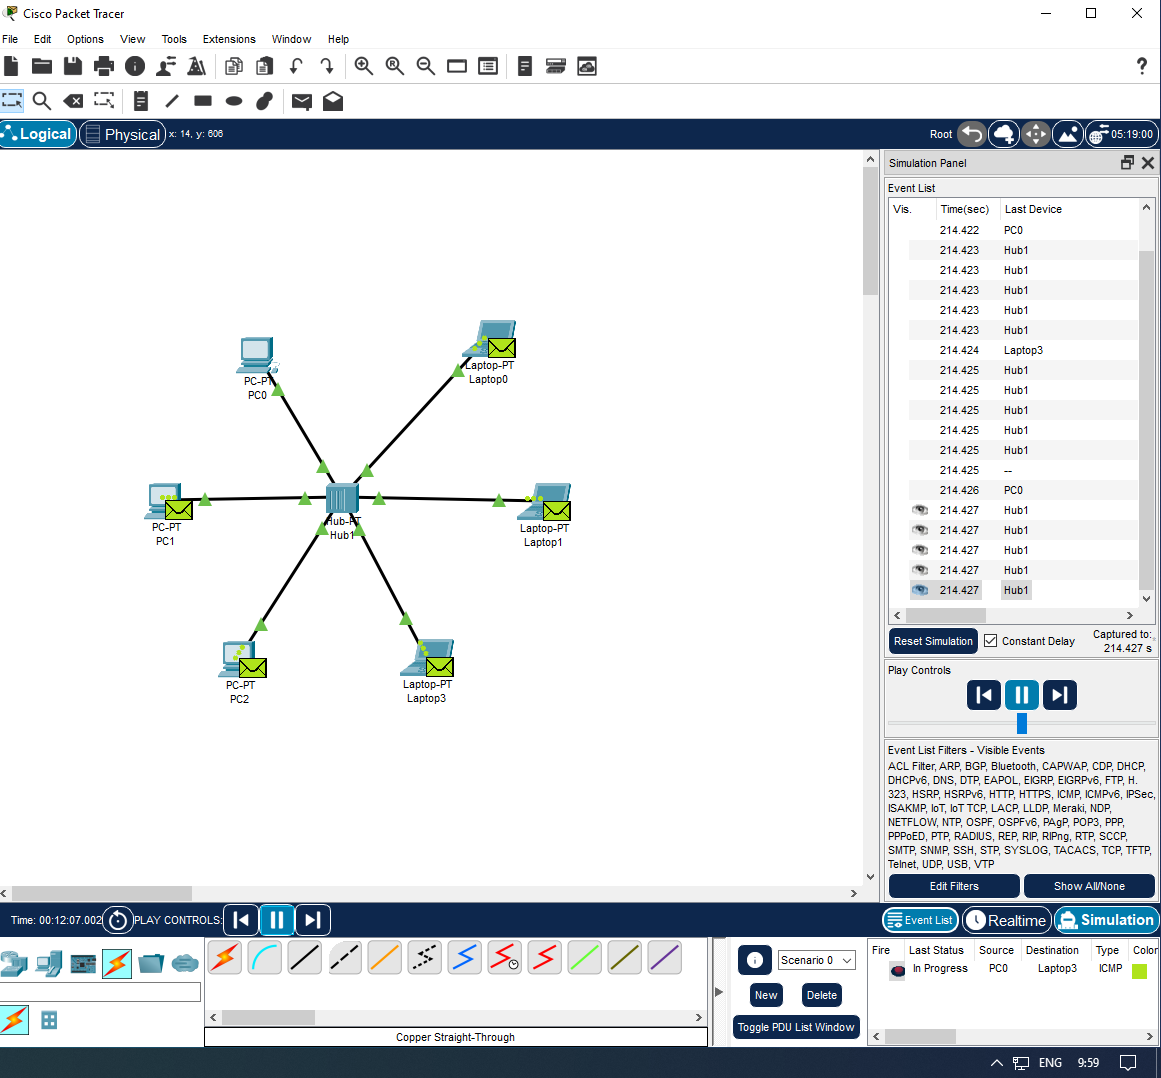 Cisco Packet Tracer
File Edit Options View Tools Extensions Window Help
?
Logical Physical x: 14, y: 606 Root 05:19:00
Simulation Panel
Event List
Vis. Time(sec) Last Device
214.422 PC0
214.423 Hub1
214.423 Hub1
214.423 Hub1
214.423 Hub1
214.423 Hub1
214.424 Laptop3
214.425 Hub1
214.425 Hub1
214.425 Hub1
214.425 Hub1
214.425 Hub1
214.425 --
214.426 PC0
214.427 Hub1
214.427 Hub1
214.427 Hub1
214.427 Hub1
214.427 Hub1
Reset Simulation Constant Delay Captured to:
214.427 s
Play Controls
Event List Filters - Visible Events
ACL Filter, ARP, BGP, Bluetooth, CAPWAP, CDP, DHCP,
DHCPv6, DNS, DTP, EAPOL, EIGRP, EIGRPv6, FTP, H.
323, HSRP, HSRPv6, HTTP, HTTPS, ICMP, ICMPv6, IPSec,
ISAKMP, IoT, IoT TCP, LACP, LLDP, Meraki, NDP,
NETFLOW, NTP, OSPF, OSPFv6, PAgP, POP3, PPP,
PPPoED, PTP, RADIUS, REP, RIP, RIPng, RTP, SCCP,
SMTP, SNMP, SSH, STP, SYSLOG, TACACS, TCP, TFTP,
Telnet, UDP, USB, VTP
Edit Filters Show All/None
PC-PT
PC0
Laptop-PT
Laptop0
PC-PT
PC1
Hub-PT
Hub1
Laptop-PT
Laptop1
PC-PT
PC2
Laptop-PT
Laptop3
Time: 00:12:07.002 PLAY CONTROLS:
Event List Realtime Simulation
Copper Straight-Through
Scenario 0
New Delete
Toggle PDU List Window
Fire Last Status Source Destination Type Color
In Progress PC0 Laptop3 ICMP
ENG 9:59